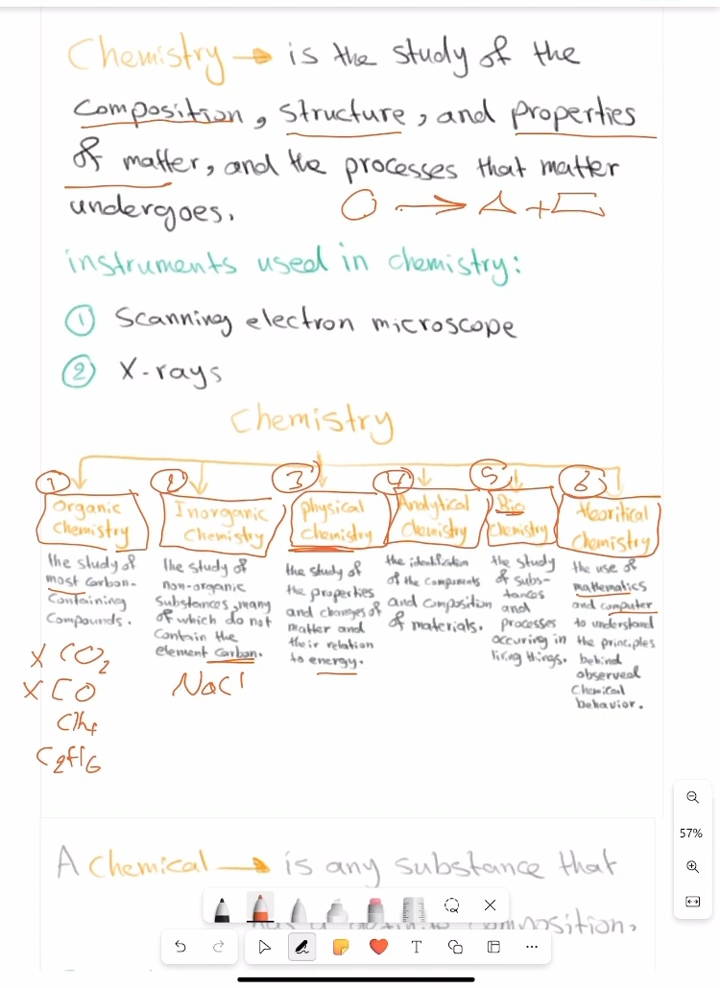 Chemistry → is the study of the
composition, structure, and properties
of matter, and the processes that matter
undergoes.
instruments used in chemistry:
① Scanning electron microscope
② X-rays
Chemistry
1
Organic
Chemistry
the study of
most carbon-
containing
compounds.
X CO₂
X CO
CH₄
C₂H₆
2
Inorganic
Chemistry
the study of
non-organic
substances, many
of which do not
contain the
element carbon.
NaCl
3
physical
chemistry
the study of
the properties
and changes of
matter and
their relation
to energy.
4
Analytical
Chemistry
the identification
of the components
and composition
of materials.
5
Bio
Chemistry
the study
of subs-
tances
and
processes
occuring in
living things.
6
theoritical
Chemistry
the use of
mathematics
and computer
to understand
the principles
behind
observed
chemical
behavior.
57%
A chemical → is any substance that
T